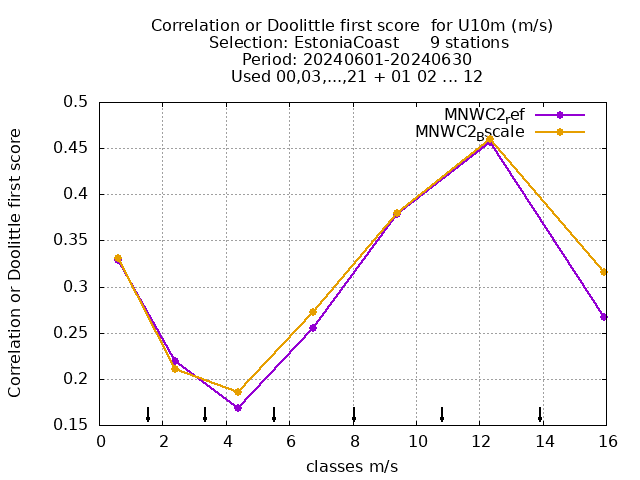 Correlation or Doolittle first score  for U10m (m/s)
Selection: EstoniaCoast      9 stations
Period: 20240601-20240630
Used 00,03,...,21 + 01 02 ... 12
MNWC2ref
MNWC2Bscale
0.5
0.45
0.4
0.35
0.3
0.25
0.2
0.15
0 2 4 6 8 10 12 14 16
Correlation or Doolittle first score
classes m/s